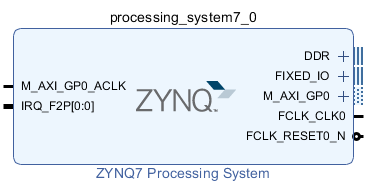 processing_system7_0
DDR
FIXED_IO
M_AXI_GP0_ACLK
M_AXI_GP0
IRQ_F2P[0:0]
ZYNQ
FCLK_CLK0
FCLK_RESET0_N
ZYNQ7 Processing System